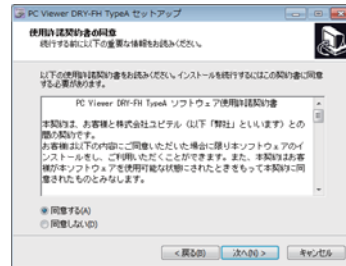 PC Viewer DRY-FH TypeA セットアップ
使用許諾契約書の同意
続行する前に以下の重要な情報をお読みください。
以下の使用許諾契約書をお読みください。インストールを続行するにはこの契約書に同意
する必要があります。
PC Viewer DRY-FH TypeA ソフトウェア使用許諾契約書
本契約は、お客様と株式会社ユピテル（以下「弊社」といいます）との
間の契約です。
お客様は以下の内容にご同意いただいた場合に限り本ソフトウェアのイ
ンストールをし、ご利用いただくことができます。また、本契約はお客
様が本ソフトウェアを使用可能な状態にされたときをもって本契約に同
意されたものとみなします。
同意する(A)
同意しない(D)
< 戻る(B)
次へ(N) >
キャンセル